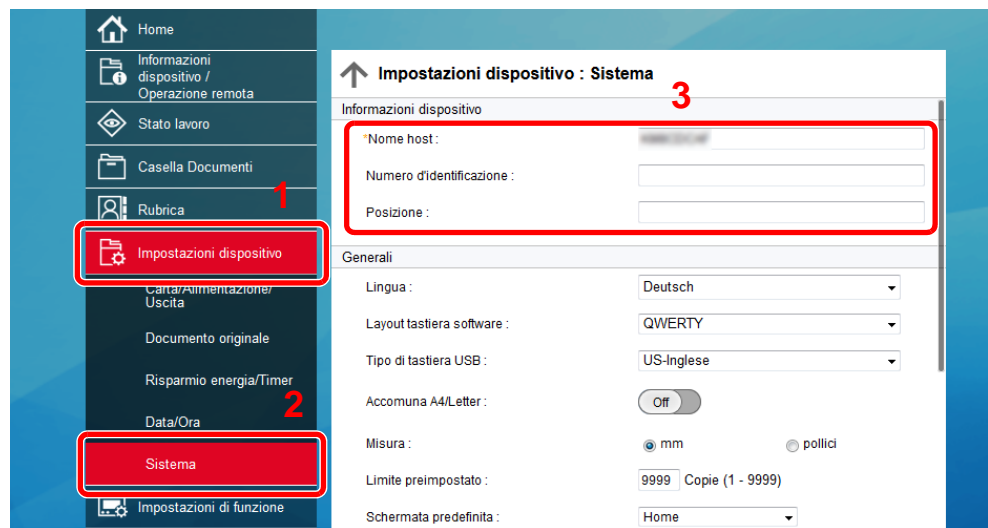 Home
Informazioni
dispositivo /
Operazione remota
Stato lavoro
Casella Documenti
1
Rubrica
Impostazioni dispositivo
Carta/Alimentazione/
Uscita
Documento originale
Risparmio energia/Timer
2
Data/Ora
Sistema
Impostazioni di funzione
Impostazioni dispositivo : Sistema
3
Informazioni dispositivo
*Nome host :
Numero d'identificazione :
Posizione :
Generali
Lingua : Deutsch
Layout tastiera software : QWERTY
Tipo di tastiera USB : US-Inglese
Accomuna A4/Letter : Off
Misura : mm pollici
Limite preimpostato : 9999 Copie (1 - 9999)
Schermata predefinita : Home